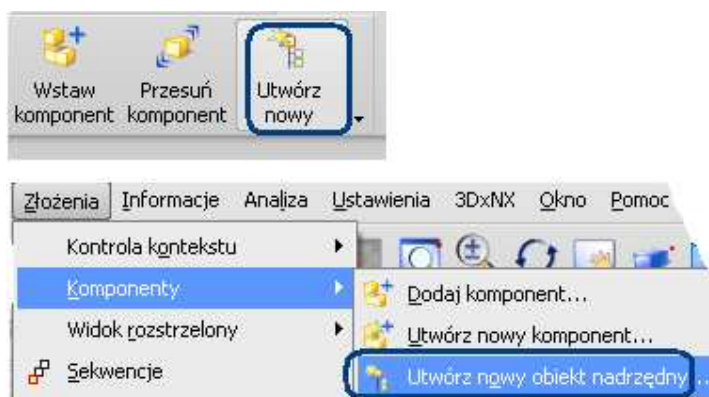 Wstaw komponent
Przesuń komponent
Utwórz nowy
Złożenia Informacje Analiza Ustawienia 3DxNX Okno Pomoc
Kontrola kontekstu
Komponenty
Dodaj komponent...
Widok rozstrzelony
Utwórz nowy komponent...
Sekwencje
Utwórz nowy obiekt nadrzędny...